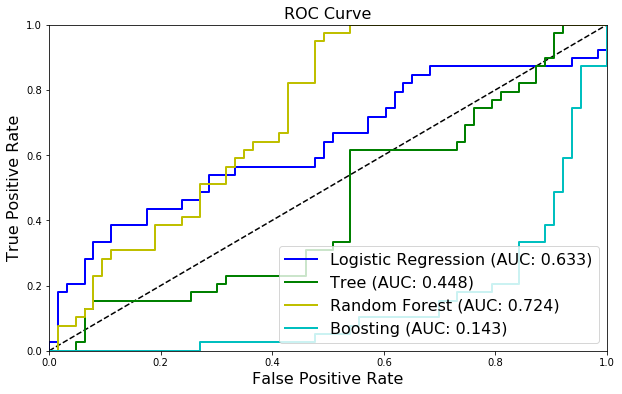 ROC Curve
True Positive Rate
1.0
0.8
0.6
0.4
0.2
0.0
Logistic Regression (AUC: 0.633)
Tree (AUC: 0.448)
Random Forest (AUC: 0.724)
Boosting (AUC: 0.143)
0.0 0.2 0.4 0.6 0.8 1.0
False Positive Rate